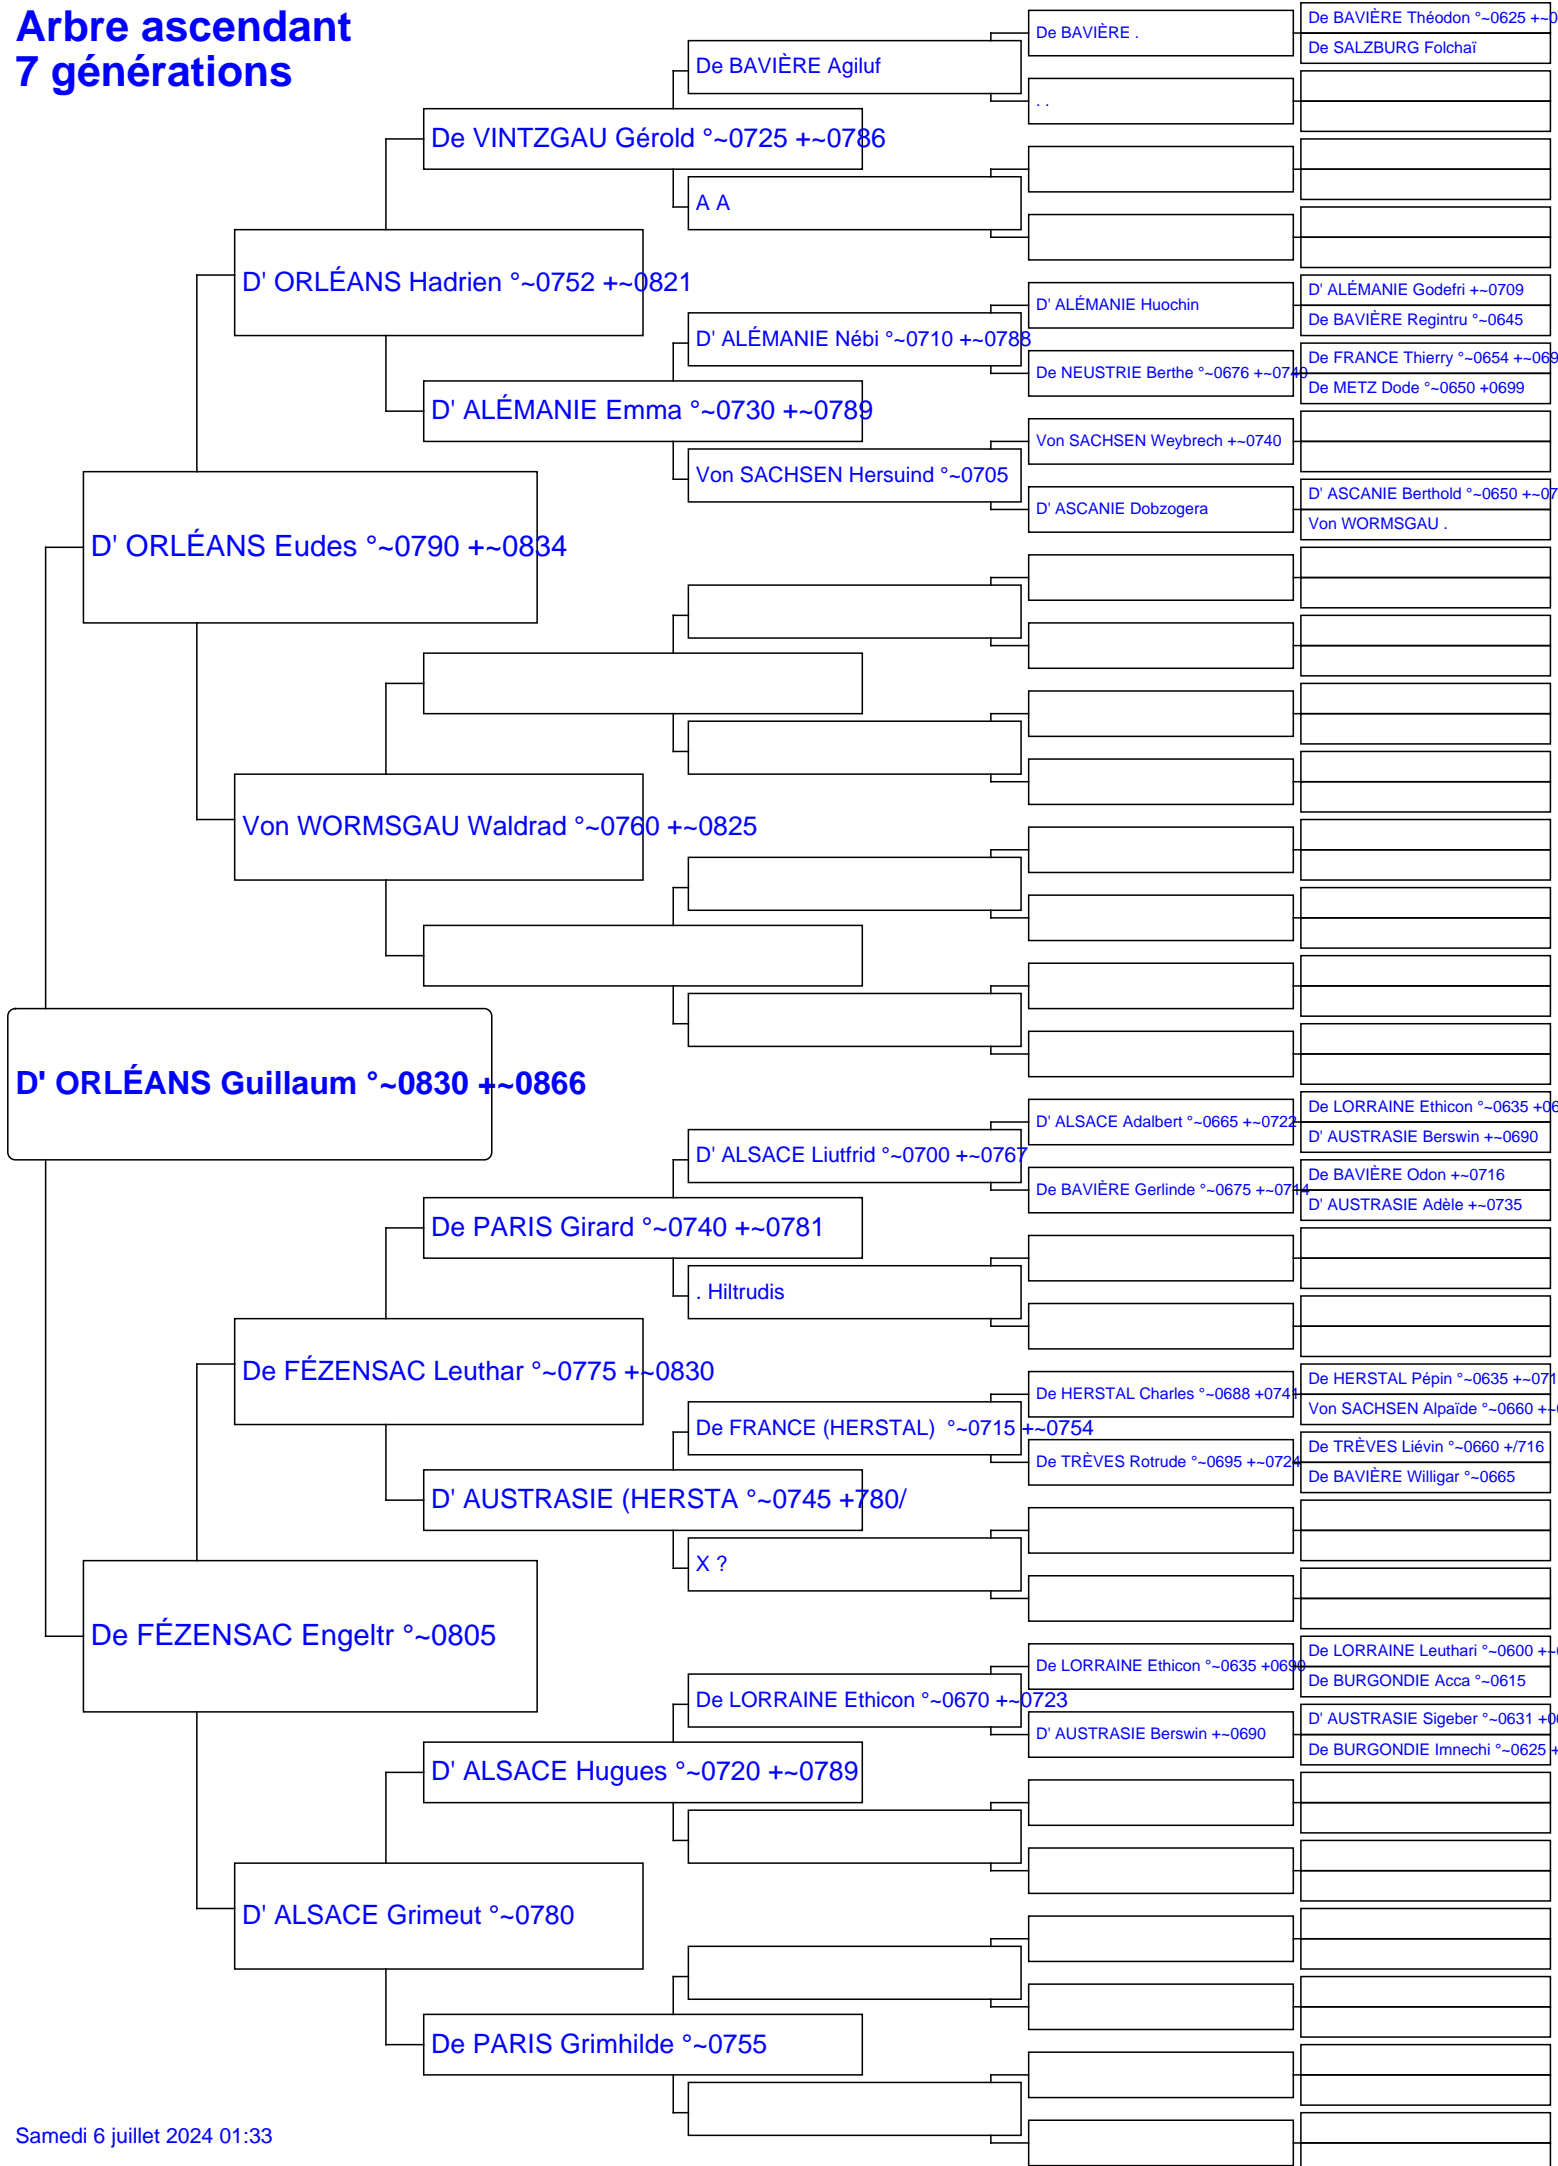 Arbre ascendant
7 générations
De BAVIÈRE Théodon °~0625 +~0
De BAVIÈRE .
De SALZBURG Folchaï
De BAVIÈRE Agiluf
. .
De VINTZGAU Gérold °~0725 +~0786
A A
D' ORLÉANS Hadrien °~0752 +~0821
D' ALÉMANIE Godefri +~0709
D' ALÉMANIE Huochin
De BAVIÈRE Regintru °~0645
D' ALÉMANIE Nébi °~0710 +~0788
De FRANCE Thierry °~0654 +~069
De NEUSTRIE Berthe °~0676 +~0740
De METZ Dode °~0650 +0699
D' ALÉMANIE Emma °~0730 +~0789
Von SACHSEN Weybrech +~0740
Von SACHSEN Hersuind °~0705
D' ASCANIE Berthold °~0650 +~07
D' ASCANIE Dobzogera
Von WORMSGAU .
D' ORLÉANS Eudes °~0790 +~0834
Von WORMSGAU Waldrad °~0760 +~0825
D' ORLÉANS Guillaum °~0830 +~0866
De LORRAINE Ethicon °~0635 +06
D' ALSACE Adalbert °~0665 +~0722
D' AUSTRASIE Berswin +~0690
D' ALSACE Liutfrid °~0700 +~0767
De BAVIÈRE Odon +~0716
De BAVIÈRE Gerlinde °~0675 +~0714
D' AUSTRASIE Adèle +~0735
De PARIS Girard °~0740 +~0781
. Hiltrudis
De FÉZENSAC Leuthar °~0775 +~0830
De HERSTAL Pépin °~0635 +~071
De HERSTAL Charles °~0688 +0741
Von SACHSEN Alpaïde °~0660 +~
De FRANCE (HERSTAL) °~0715 +~0754
De TRÈVES Liévin °~0660 +/716
De TRÈVES Rotrude °~0695 +~0724
De BAVIÈRE Willigar °~0665
D' AUSTRASIE (HERSTA °~0745 +780/
X ?
De FÉZENSAC Engeltr °~0805
De LORRAINE Leuthari °~0600 +~
De LORRAINE Ethicon °~0635 +0690
De BURGONDIE Acca °~0615
De LORRAINE Ethicon °~0670 +~0723
D' AUSTRASIE Sigeber °~0631 +0
D' AUSTRASIE Berswin +~0690
De BURGONDIE Imnechi °~0625 +
D' ALSACE Hugues °~0720 +~0789
D' ALSACE Grimeut °~0780
De PARIS Grimhilde °~0755
Samedi 6 juillet 2024 01:33